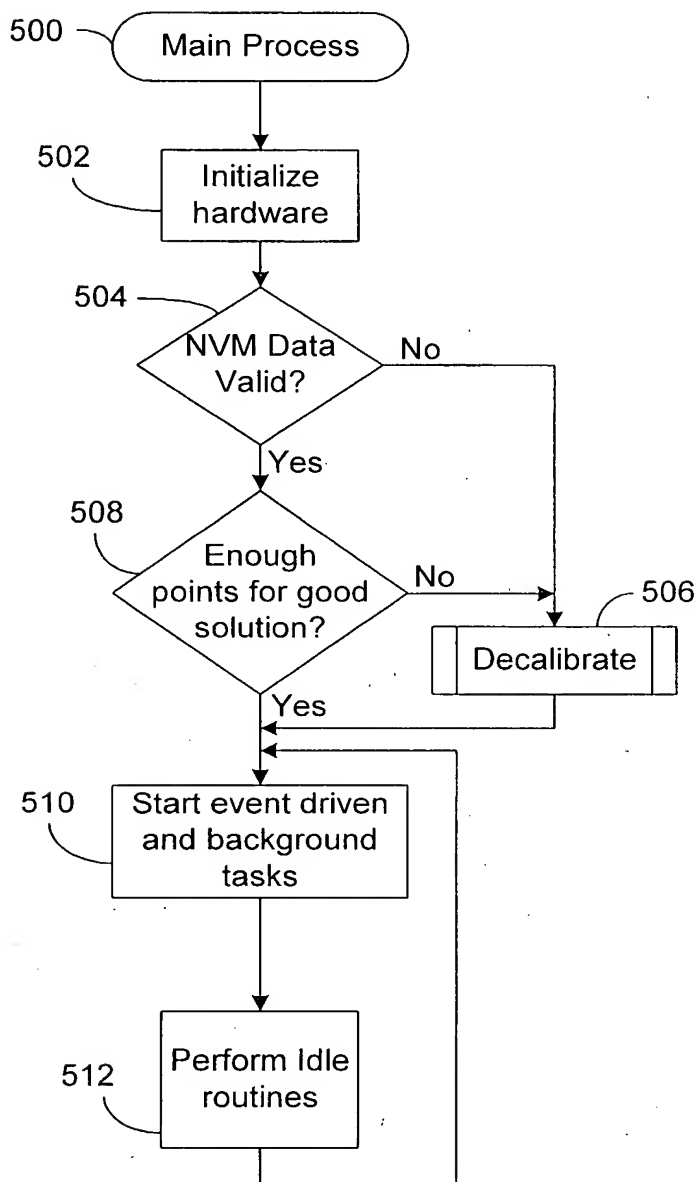 500
Main Process
502
Initialize
hardware
504
NVM Data
Valid?
No
Yes
508
Enough
points for good
solution?
No
506
Decalibrate
Yes
510
Start event driven
and background
tasks
Perform Idle
routines
512